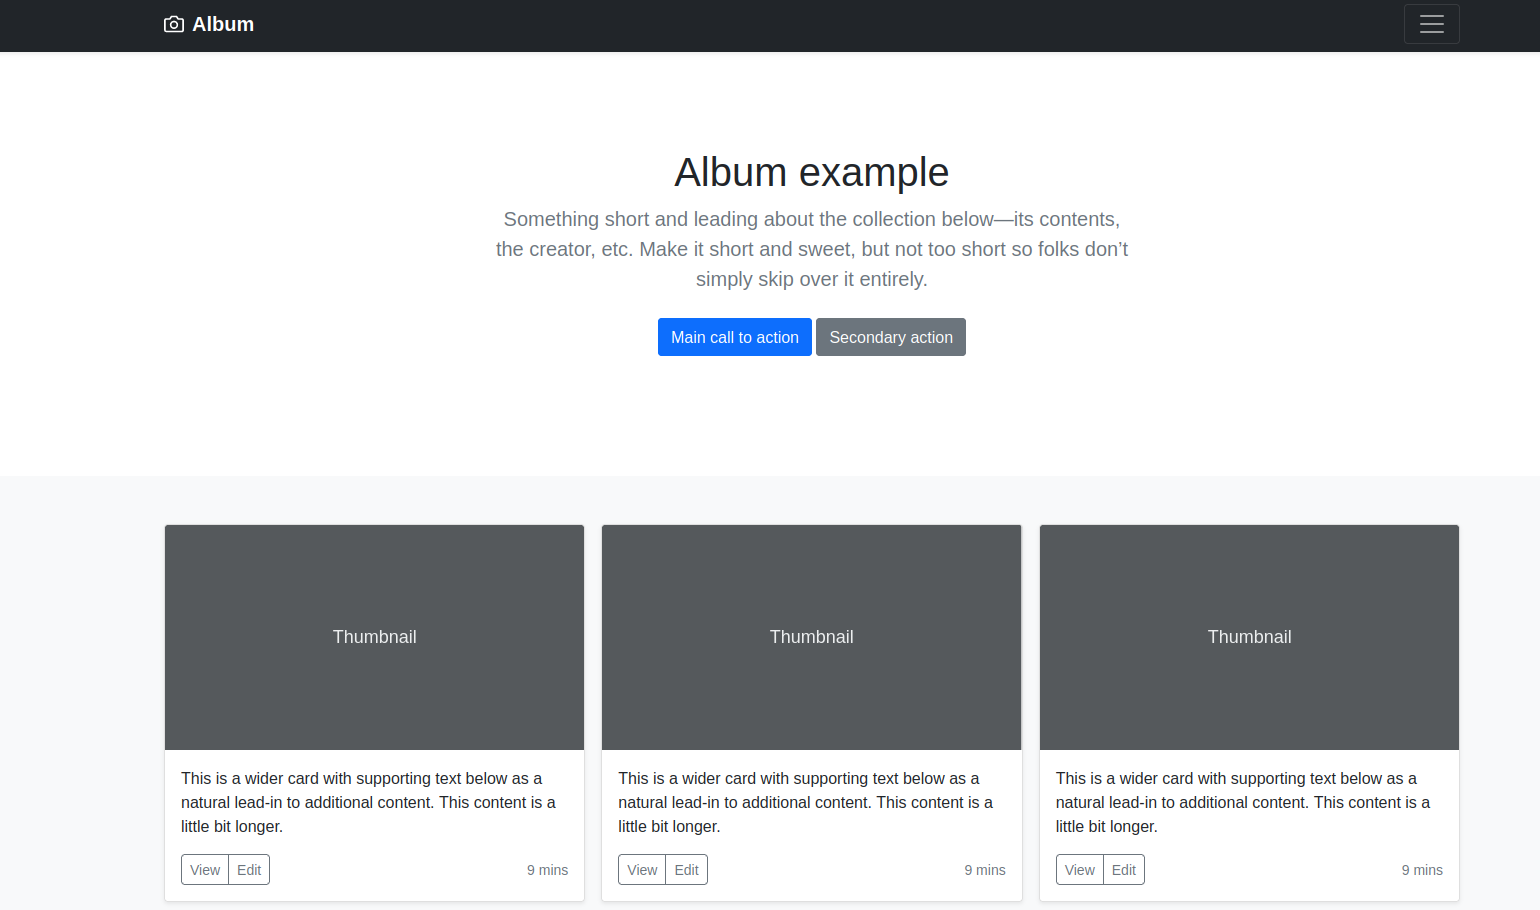 Album
Album example
Something short and leading about the collection below—its contents,
the creator, etc. Make it short and sweet, but not too short so folks don’t
simply skip over it entirely.
Main call to action Secondary action
Thumbnail
This is a wider card with supporting text below as a
natural lead-in to additional content. This content is a
little bit longer.
View Edit 9 mins
Thumbnail
This is a wider card with supporting text below as a
natural lead-in to additional content. This content is a
little bit longer.
View Edit 9 mins
Thumbnail
This is a wider card with supporting text below as a
natural lead-in to additional content. This content is a
little bit longer.
View Edit 9 mins